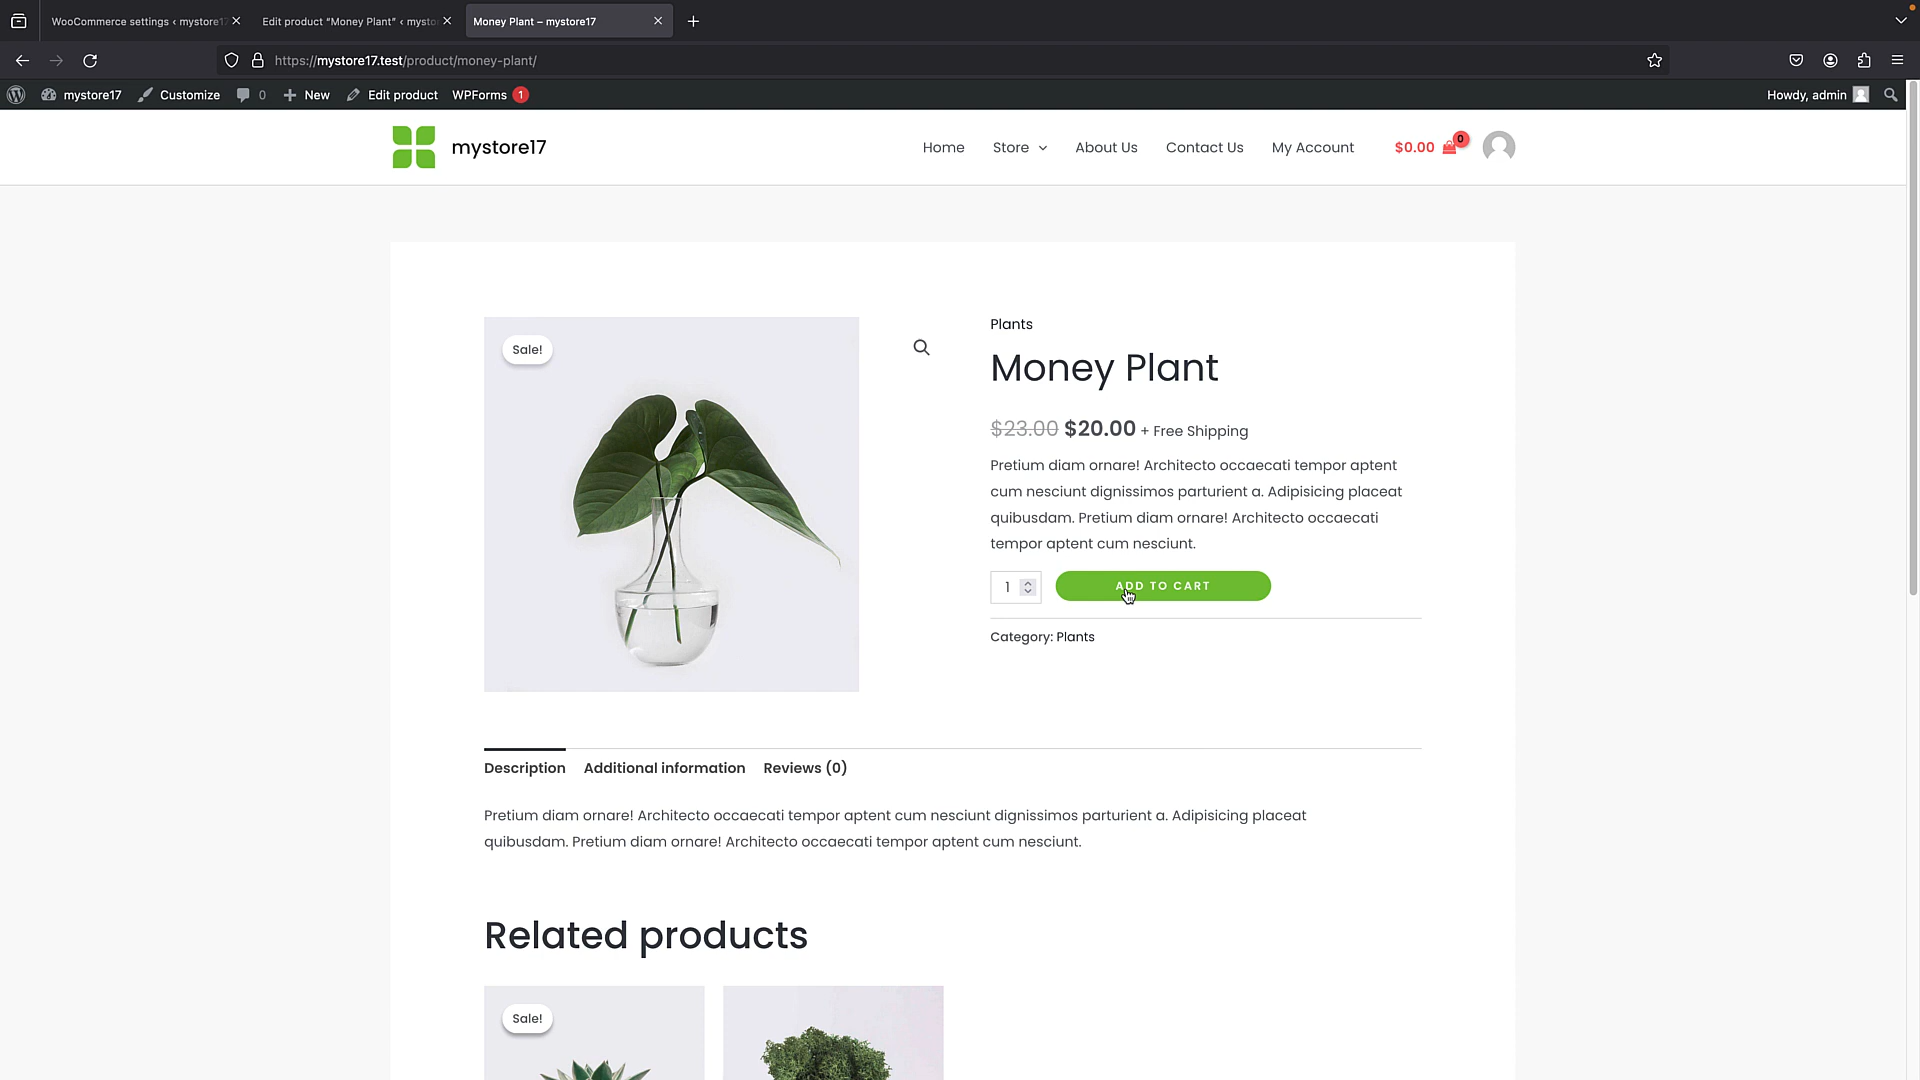 WooCommerce settings ‹ mystore17
Edit product “Money Plant” ‹ mysto
Money Plant – mystore17
https://mystore17.test/product/money-plant/
mystore17
Customize
0
New
Edit product
WPForms 1
Howdy, admin
mystore17
Home
Store
About Us
Contact Us
My Account
$0.00
0
Sale!
Plants
Money Plant
$23.00 $20.00 + Free Shipping
Pretium diam ornare! Architecto occaecati tempor aptent
cum nesciunt dignissimos parturient a. Adipisicing placeat
quibusdam. Pretium diam ornare! Architecto occaecati
tempor aptent cum nesciunt.
1
ADD TO CART
Category: Plants
Description
Additional information
Reviews (0)
Pretium diam ornare! Architecto occaecati tempor aptent cum nesciunt dignissimos parturient a. Adipisicing placeat
quibusdam. Pretium diam ornare! Architecto occaecati tempor aptent cum nesciunt.
Related products
Sale!